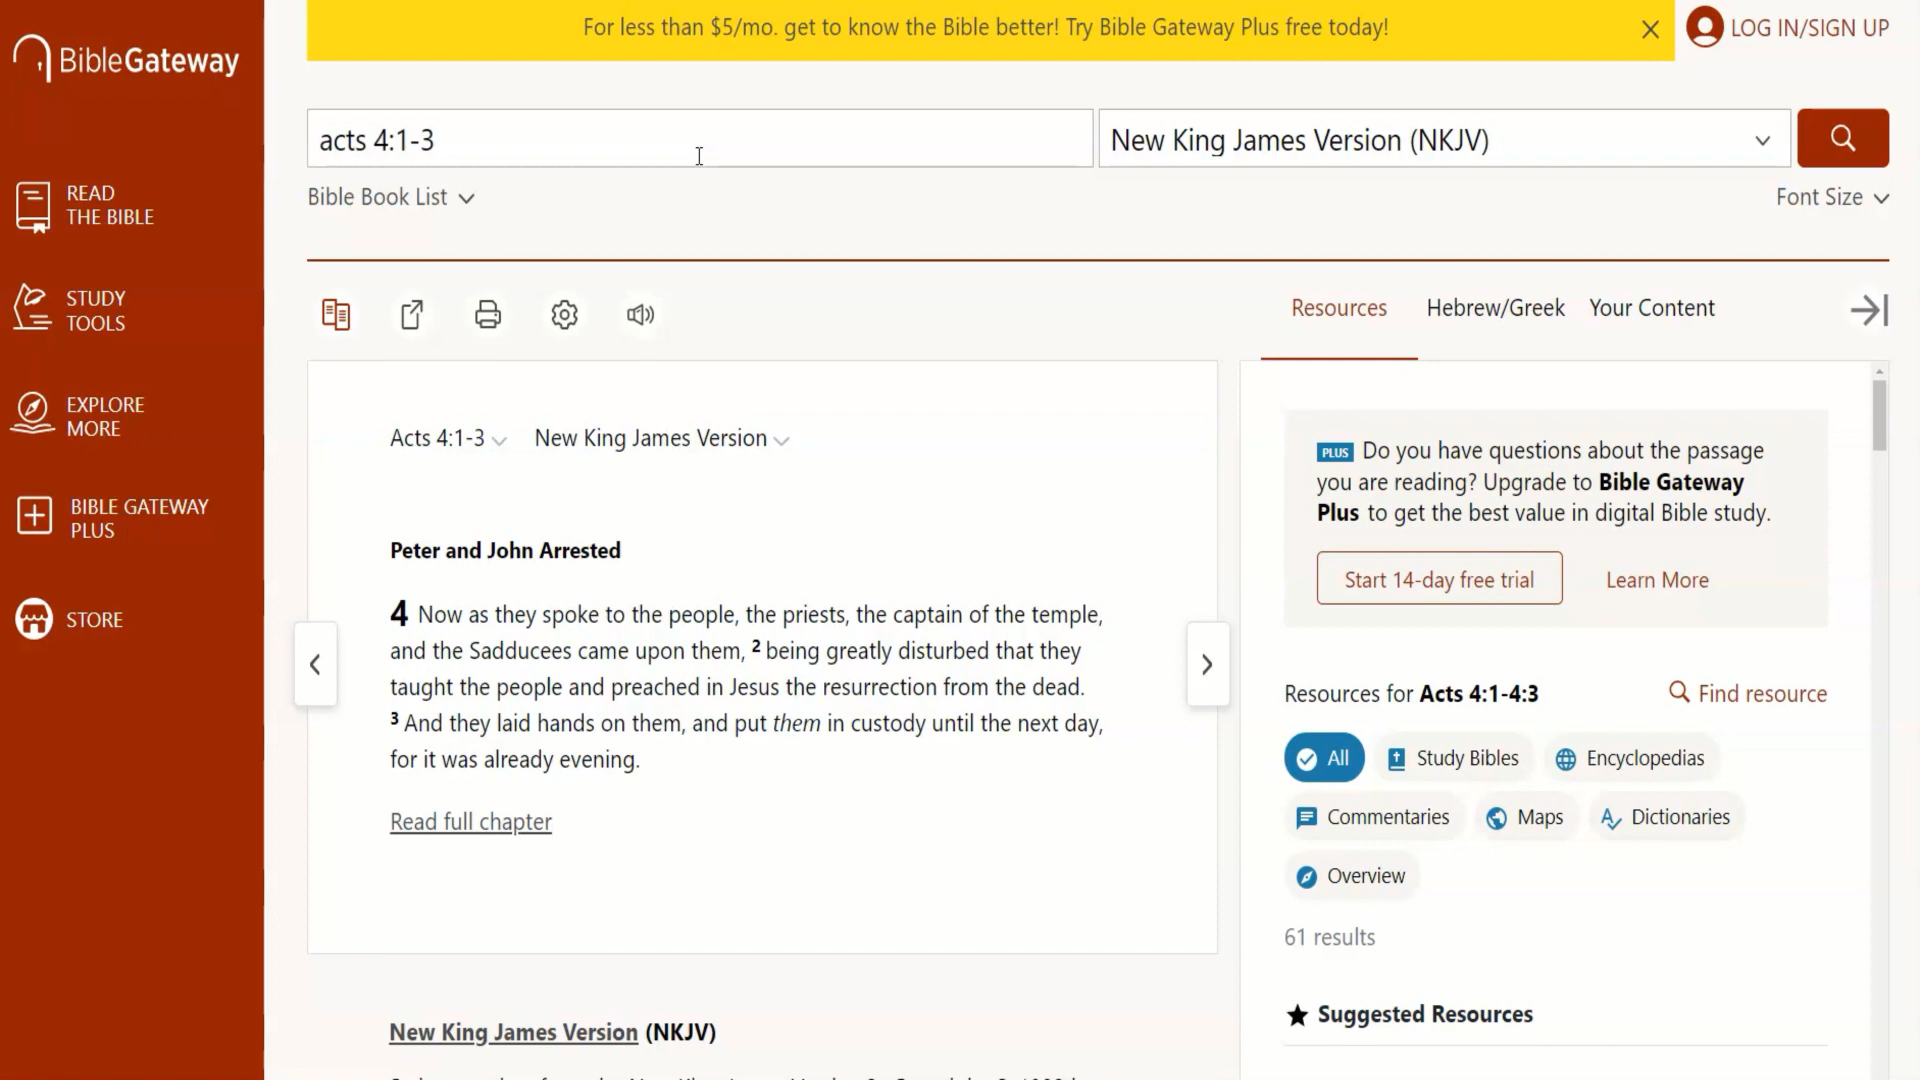 For less than $5/mo. get to know the Bible better! Try Bible Gateway Plus free today!
LOG IN/SIGN UP
BibleGateway
acts 4:1-3
New King James Version (NKJV)
Bible Book List
Font Size
READ
THE BIBLE
STUDY
TOOLS
EXPLORE
MORE
BIBLE GATEWAY
PLUS
STORE
Resources
Hebrew/Greek
Your Content
Acts 4:1-3
New King James Version
Peter and John Arrested
4 Now as they spoke to the people, the priests, the captain of the temple,
and the Sadducees came upon them, 2 being greatly disturbed that they
taught the people and preached in Jesus the resurrection from the dead.
3 And they laid hands on them, and put them in custody until the next day,
for it was already evening.
Read full chapter
New King James Version (NKJV)
PLUS Do you have questions about the passage
you are reading? Upgrade to Bible Gateway
Plus to get the best value in digital Bible study.
Start 14-day free trial
Learn More
Resources for Acts 4:1-4:3
Find resource
All
Study Bibles
Encyclopedias
Commentaries
Maps
Dictionaries
Overview
61 results
Suggested Resources